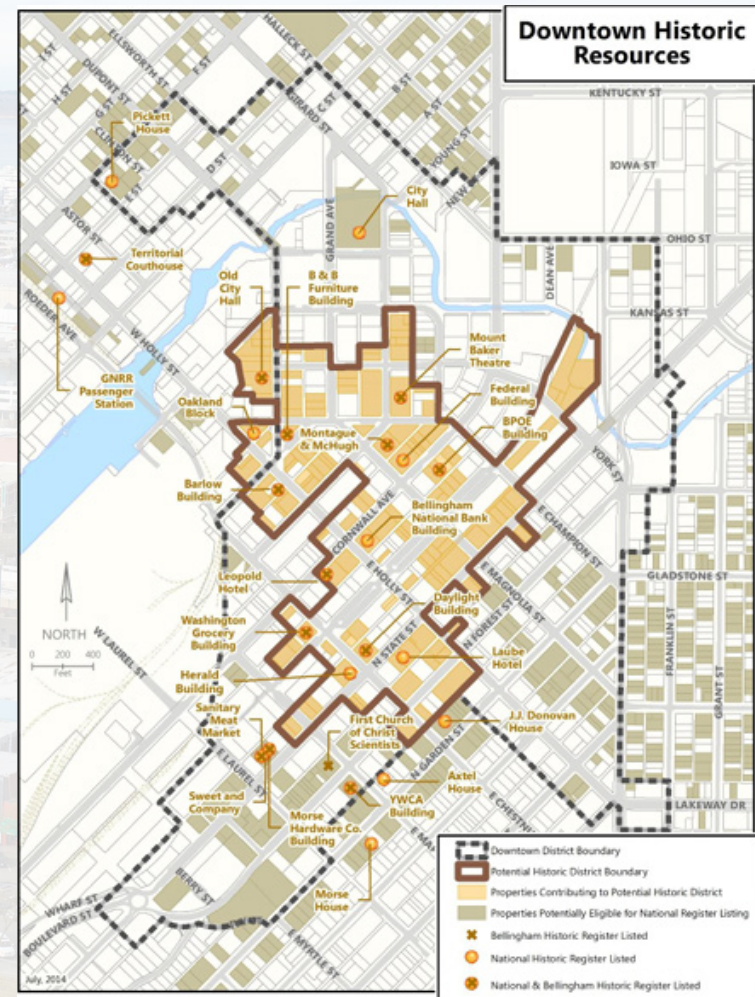 Downtown Historic
Resources
HALLECK ST
ELLSWORTH ST
F ST
I ST
DUPONT ST
H ST
G ST
GIRARD ST
C ST
B ST
A ST
KENTUCKY ST
Pickett
House
CLINTON ST
E ST
D ST
YOUNG ST
NEW
IOWA ST
GRAND AVE
City
Hall
ASTOR ST
OHIO ST
Territorial
Couthouse
Old
City
Hall
B & B
Furniture
Building
DEAN AVE
ROEDER AVE
KANSAS ST
W HOLLY ST
Mount
Baker
Theatre
GNRR
Passenger
Station
Federal
Building
Oakland
Block
Montague
& McHugh
BPOE
Building
YORK ST
Barlow
Building
CORNWALL AVE
Bellingham
National Bank
Building
E CHAMPION ST
E HOLLY ST
E MAGNOLIA ST
Leopold
Hotel
Daylight
Building
GLADSTONE ST
NORTH
0 200 400
Feet
W LAUREL ST
Washington
Grocery
Building
N STATE ST
N FOREST ST
FRANKLIN ST
GRANT ST
Herald
Building
Laube
Hotel
Sanitary
Meat
Market
First Church
of Christ
Scientists
J.J. Donovan
House
N GARDEN ST
E LAUREL ST
Axtel
House
Sweet and
Company
YWCA
Building
E CHESTN
LAKEWAY DR
Morse
Hardware Co.
Building
E MA
BERRY ST
Morse
House
WHARF ST
BOULEVARD ST
E MYRTLE ST
July, 2014
Downtown District Boundary
Potential Historic District Boundary
Properties Contributing to Potential Historic District
Properties Potentially Eligible for National Register Listing
Bellingham Historic Register Listed
National Historic Register Listed
National & Bellingham Historic Register Listed